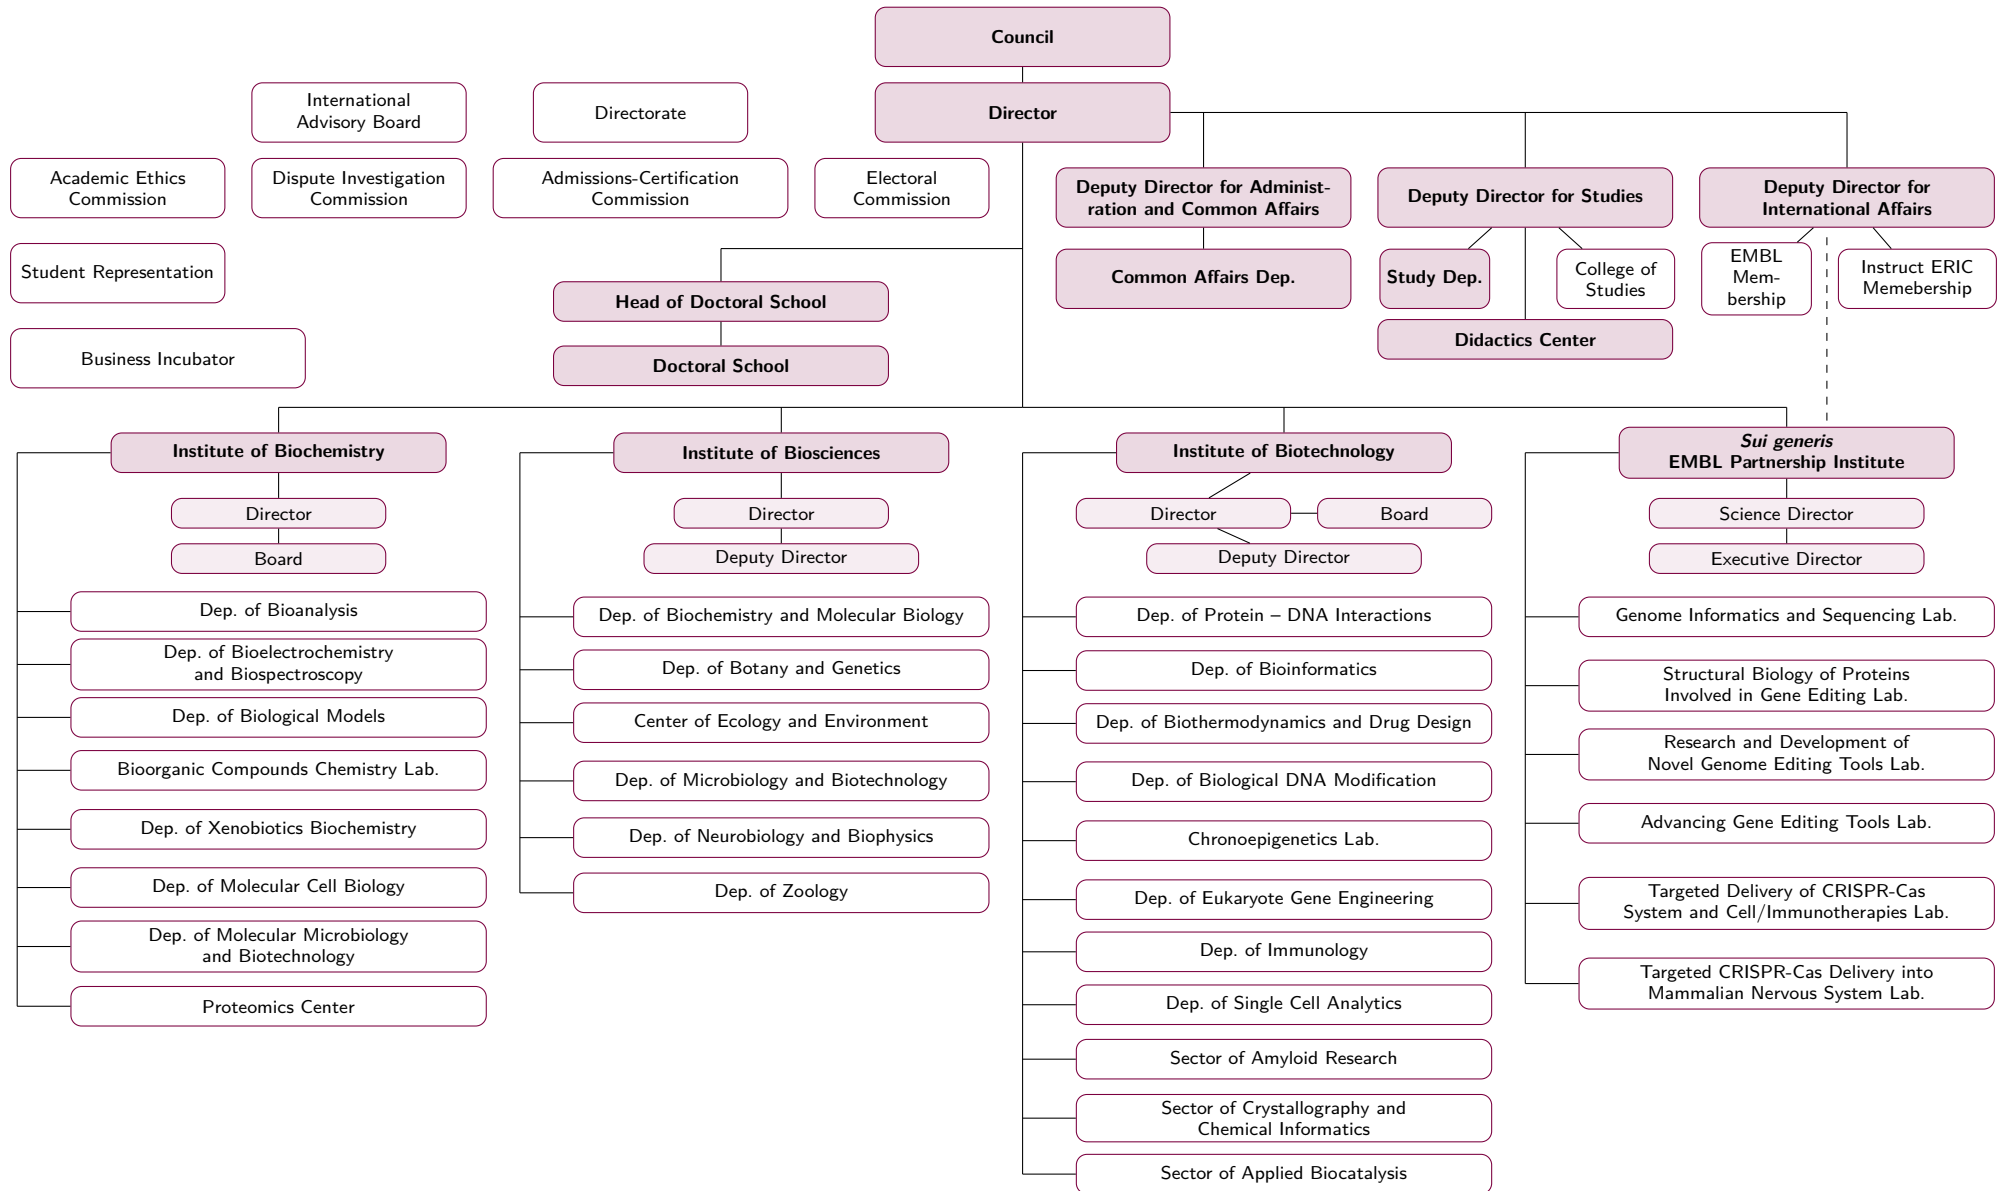 Council
International
Advisory Board
Directorate
Director
Academic Ethics
Commission
Dispute Investigation
Commission
Admissions-Certification
Commission
Electoral
Commission
Deputy Director for Administ-
ration and Common Affairs
Deputy Director for Studies
Deputy Director for
International Affairs
Student Representation
Common Affairs Dep.
Study Dep.
College of
Studies
EMBL
Mem-
bership
Instruct ERIC
Memebership
Head of Doctoral School
Didactics Center
Business Incubator
Doctoral School
Institute of Biochemistry
Director
Board
Dep. of Bioanalysis
Dep. of Bioelectrochemistry
and Biospectroscopy
Dep. of Biological Models
Bioorganic Compounds Chemistry Lab.
Dep. of Xenobiotics Biochemistry
Dep. of Molecular Cell Biology
Dep. of Molecular Microbiology
and Biotechnology
Proteomics Center
Institute of Biosciences
Director
Deputy Director
Dep. of Biochemistry and Molecular Biology
Dep. of Botany and Genetics
Center of Ecology and Environment
Dep. of Microbiology and Biotechnology
Dep. of Neurobiology and Biophysics
Dep. of Zoology
Institute of Biotechnology
Director
Board
Deputy Director
Dep. of Protein – DNA Interactions
Dep. of Bioinformatics
Dep. of Biothermodynamics and Drug Design
Dep. of Biological DNA Modification
Chronoepigenetics Lab.
Dep. of Eukaryote Gene Engineering
Dep. of Immunology
Dep. of Single Cell Analytics
Sector of Amyloid Research
Sector of Crystallography and
Chemical Informatics
Sector of Applied Biocatalysis
Sui generis
EMBL Partnership Institute
Science Director
Executive Director
Genome Informatics and Sequencing Lab.
Structural Biology of Proteins
Involved in Gene Editing Lab.
Research and Development of
Novel Genome Editing Tools Lab.
Advancing Gene Editing Tools Lab.
Targeted Delivery of CRISPR-Cas
System and Cell/Immunotherapies Lab.
Targeted CRISPR-Cas Delivery into
Mammalian Nervous System Lab.